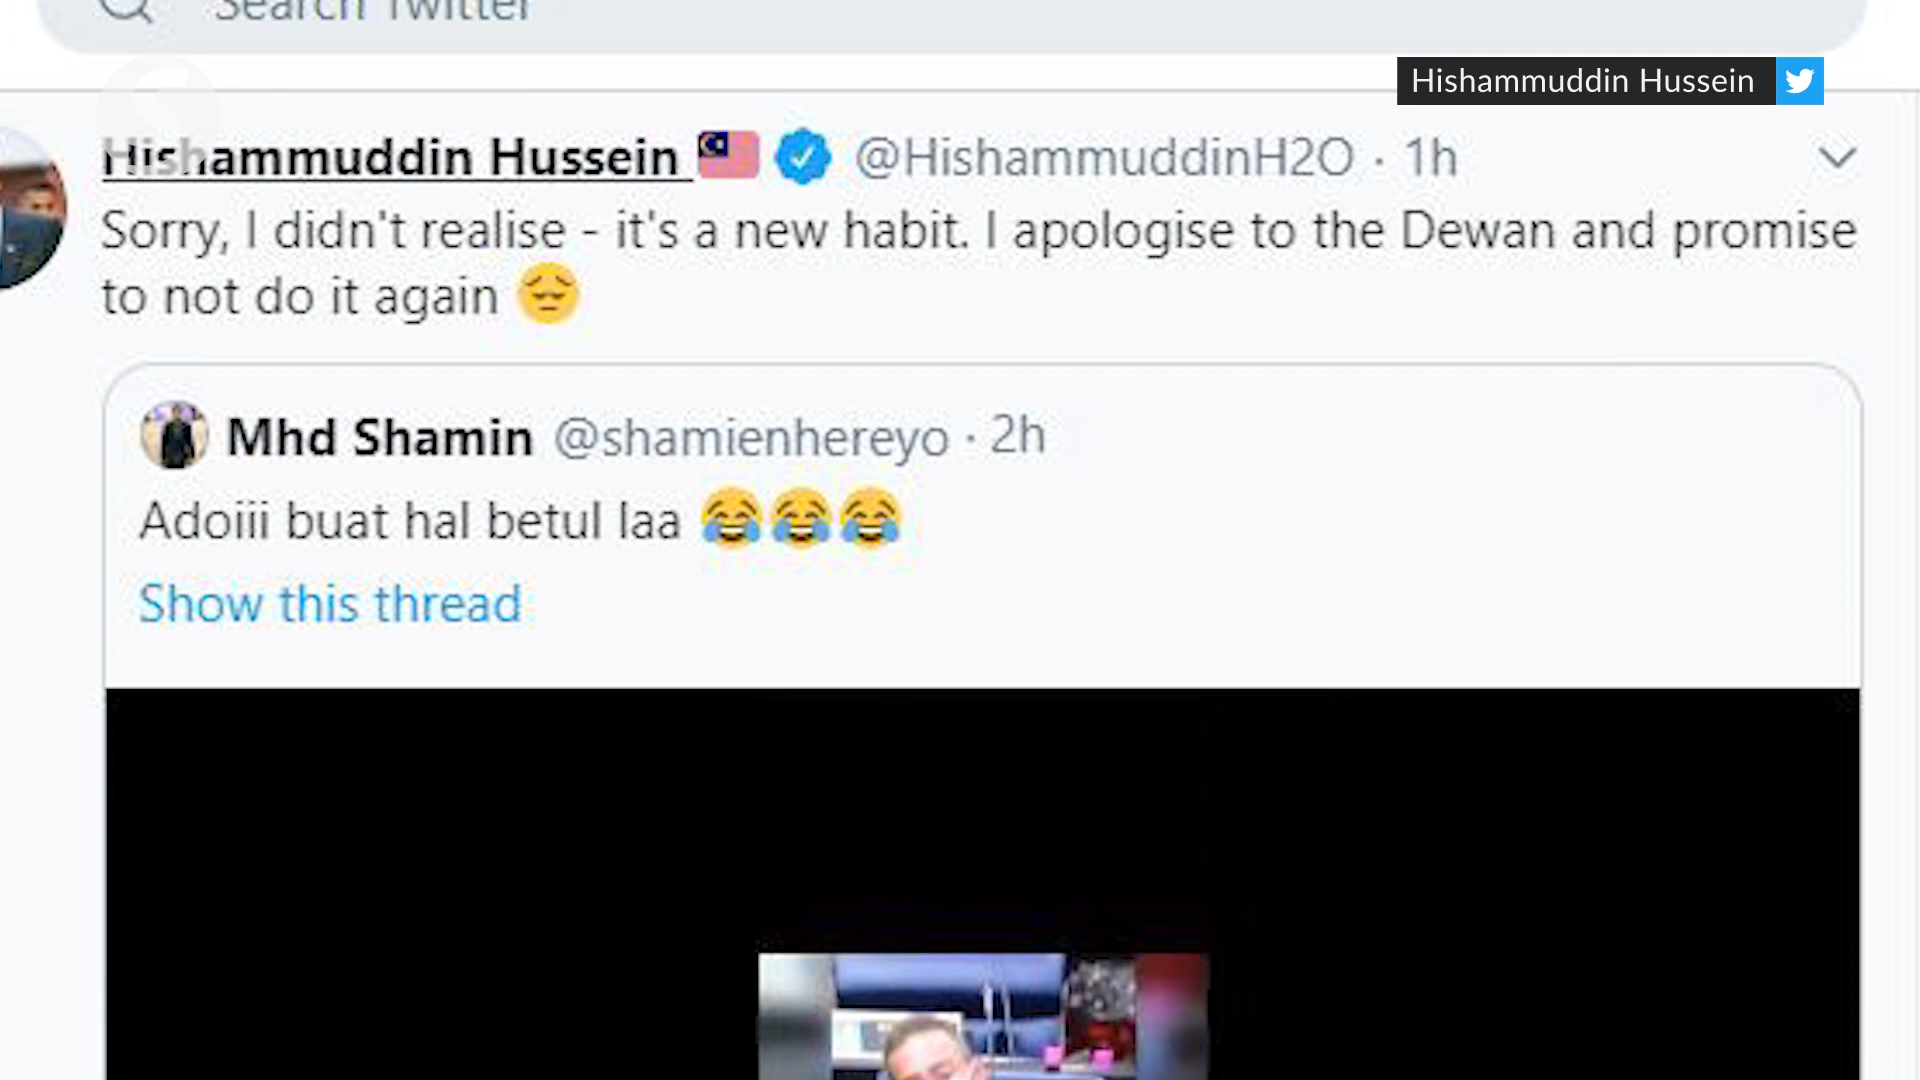 Search Twitter
Hishammuddin Hussein
Hishammuddin Hussein @HishammuddinH2O · 1h
Sorry, I didn't realise - it's a new habit. I apologise to the Dewan and promise
to not do it again 😔
Mhd Shamin @shamienhereyo · 2h
Adoiii buat hal betul laa 😂😂😂
Show this thread